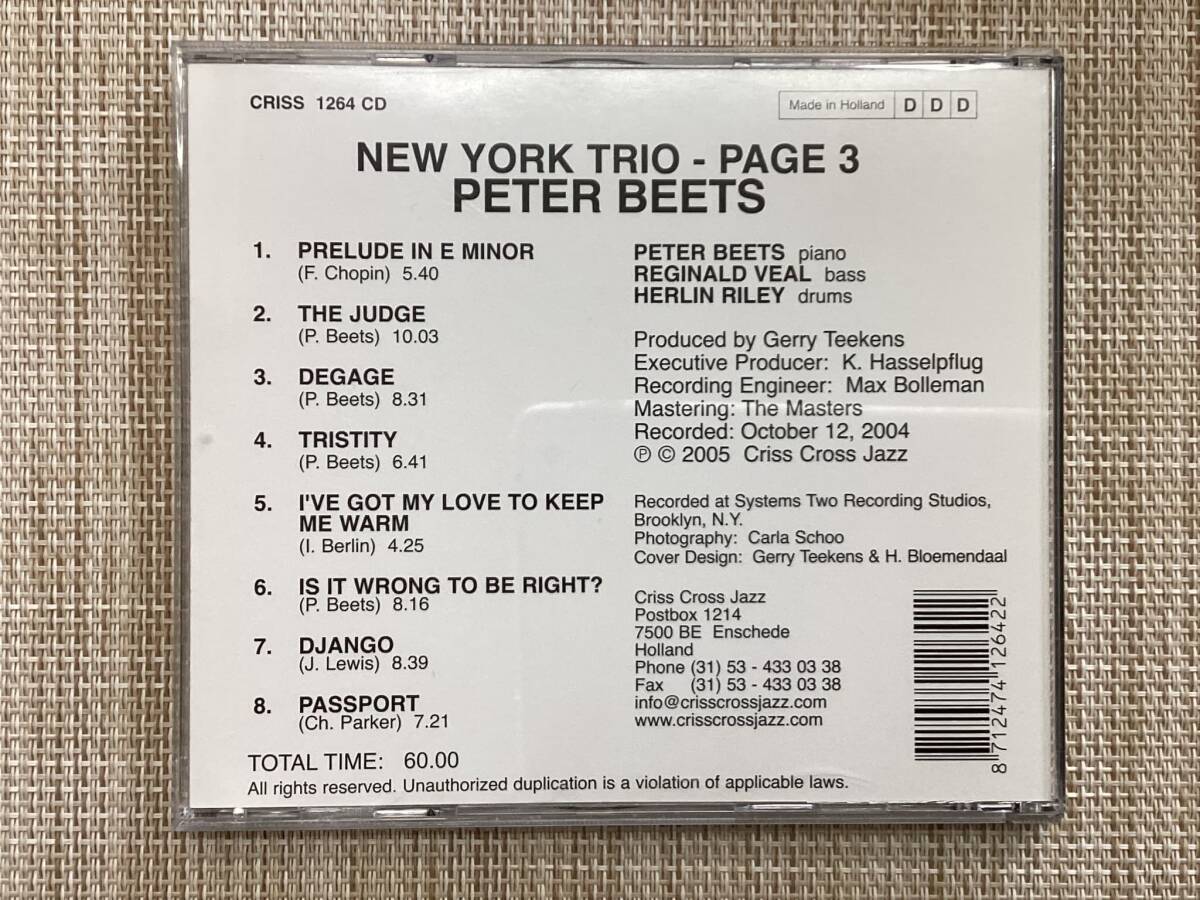 CRISS 1264 CD
Made in Holland D D D
NEW YORK TRIO - PAGE 3
PETER BEETS
1. PRELUDE IN E MINOR
(F. Chopin) 5.40
2. THE JUDGE
(P. Beets) 10.03
3. DEGAGE
(P. Beets) 8.31
4. TRISTITY
(P. Beets) 6.41
5. I'VE GOT MY LOVE TO KEEP
ME WARM
(I. Berlin) 4.25
6. IS IT WRONG TO BE RIGHT?
(P. Beets) 8.16
7. DJANGO
(J. Lewis) 8.39
8. PASSPORT
(Ch. Parker) 7.21
TOTAL TIME: 60.00
PETER BEETS piano
REGINALD VEAL bass
HERLIN RILEY drums
Produced by Gerry Teekens
Executive Producer: K. Hasselpflug
Recording Engineer: Max Bolleman
Mastering: The Masters
Recorded: October 12, 2004
℗ © 2005 Criss Cross Jazz
Recorded at Systems Two Recording Studios,
Brooklyn, N.Y.
Photography: Carla Schoo
Cover Design: Gerry Teekens & H. Bloemendaal
Criss Cross Jazz
Postbox 1214
7500 BE Enschede
Holland
Phone (31) 53 - 433 03 38
Fax (31) 53 - 433 03 38
info@crisscrossjazz.com
www.crisscrossjazz.com
8 712474 126422
All rights reserved. Unauthorized duplication is a violation of applicable laws.